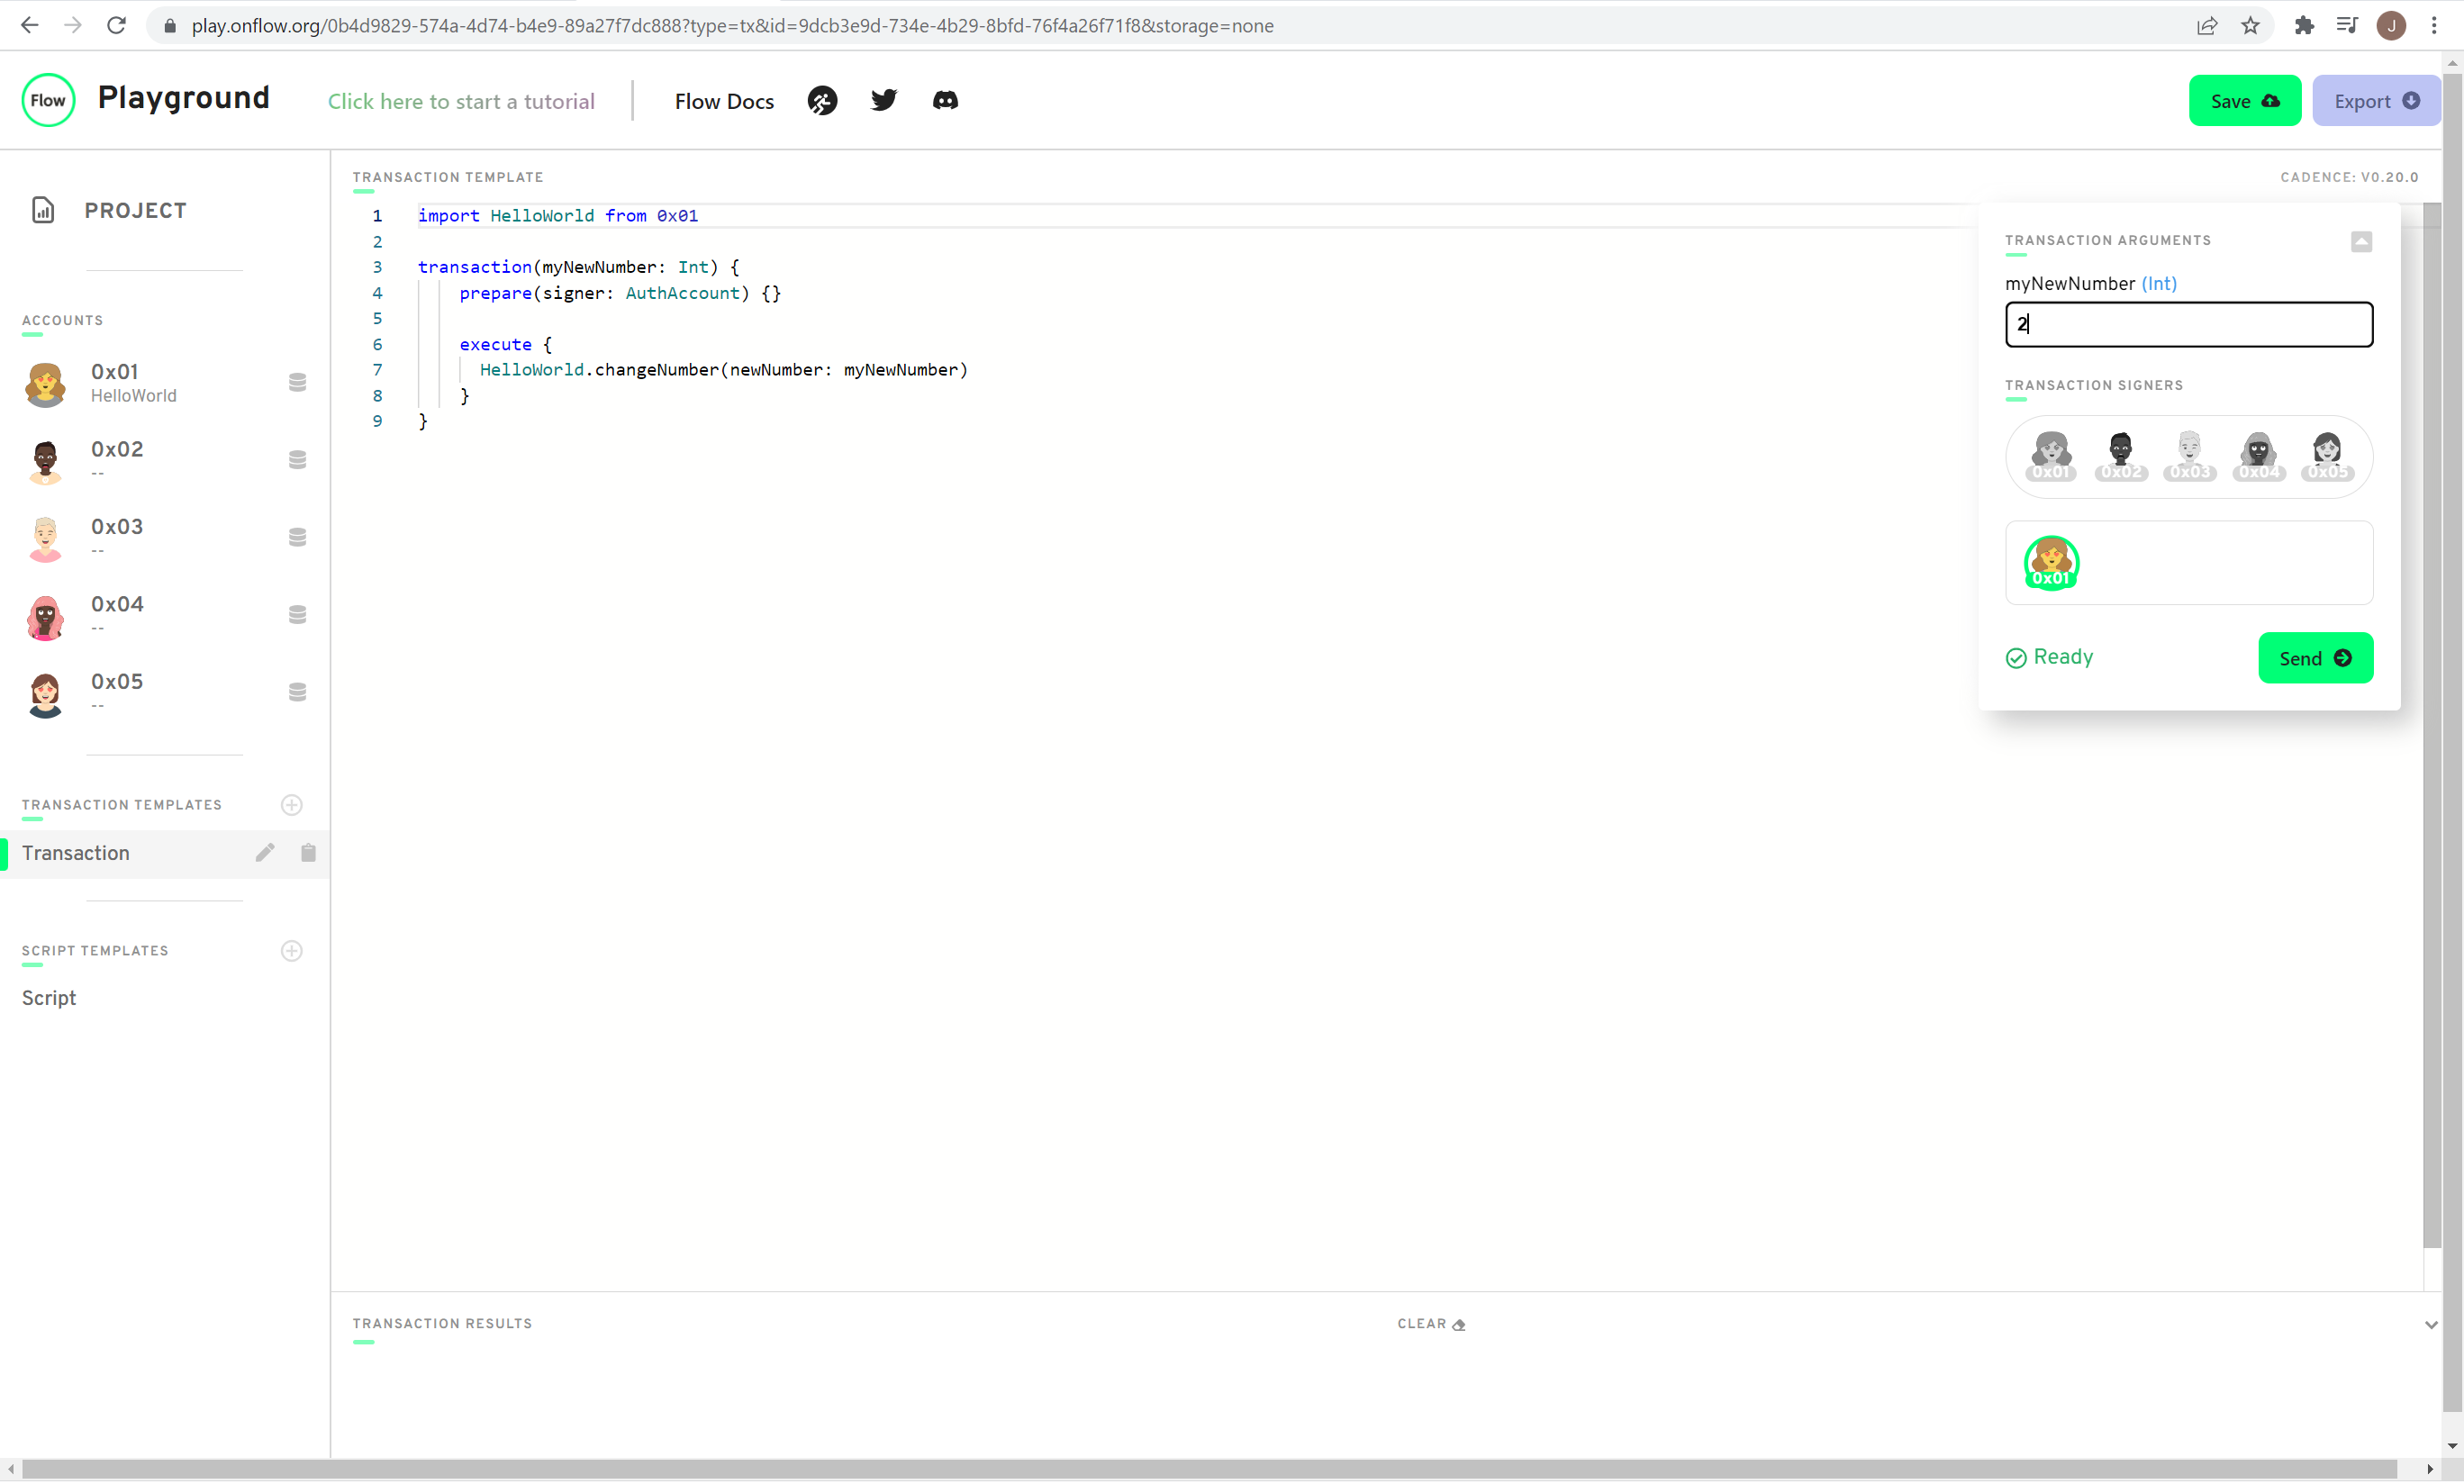 play.onflow.org/0b4d9829-574a-4d74-b4e9-89a27f7dc888?type=tx&id=9dcb3e9d-734e-4b29-8bfd-76f4a26f71f8&storage=none
J
Flow
Playground
Click here to start a tutorial
Flow Docs
Save
Export
PROJECT
ACCOUNTS
0x01
HelloWorld
0x02
--
0x03
--
0x04
--
0x05
--
TRANSACTION TEMPLATES
Transaction
SCRIPT TEMPLATES
Script
TRANSACTION TEMPLATE
CADENCE: V0.20.0
1 import HelloWorld from 0x01
2
3 transaction(myNewNumber: Int) {
4 prepare(signer: AuthAccount) {}
5
6 execute {
7 HelloWorld.changeNumber(newNumber: myNewNumber)
8 }
9 }
TRANSACTION ARGUMENTS
myNewNumber (Int)
2
TRANSACTION SIGNERS
0x01 0x02 0x03 0x04 0x05
0x01
Ready
Send
TRANSACTION RESULTS
CLEAR